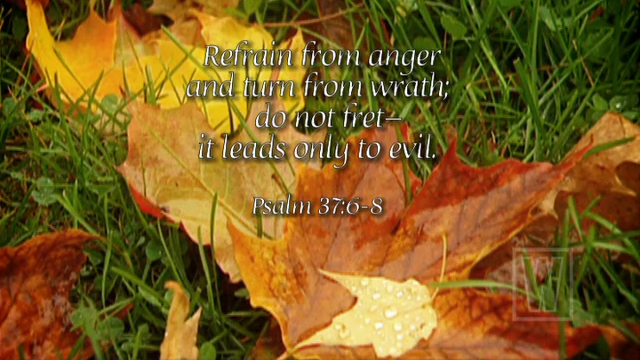 Refrain from anger
and turn from wrath;
do not fret—
it leads only to evil.
Psalm 37:6-8
W